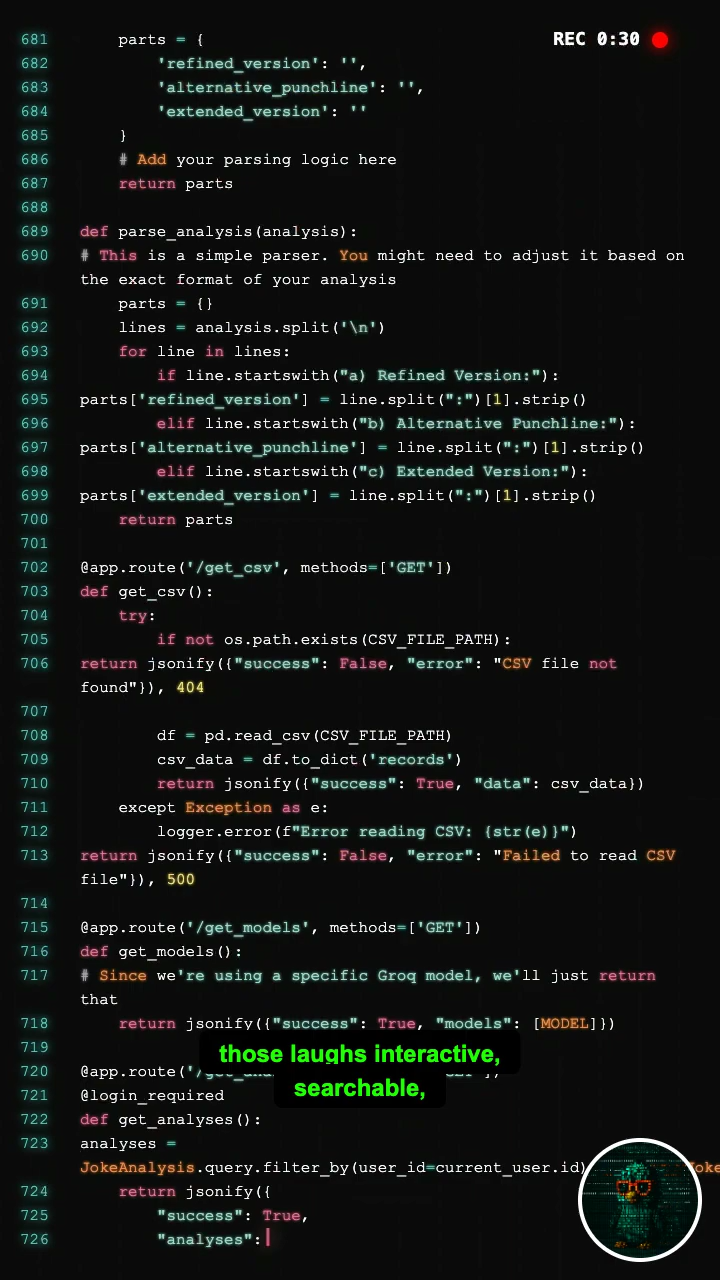 REC 0:30
681 parts = {
682 'refined_version': '',
683 'alternative_punchline': '',
684 'extended_version': ''
685 }
686 # Add your parsing logic here
687 return parts
688
689 def parse_analysis(analysis):
690 # This is a simple parser. You might need to adjust it based on
the exact format of your analysis
691 parts = {}
692 lines = analysis.split('\n')
693 for line in lines:
694 if line.startswith("a) Refined Version:"):
695 parts['refined_version'] = line.split(":")[1].strip()
696 elif line.startswith("b) Alternative Punchline:"):
697 parts['alternative_punchline'] = line.split(":")[1].strip()
698 elif line.startswith("c) Extended Version:"):
699 parts['extended_version'] = line.split(":")[1].strip()
700 return parts
701
702 @app.route('/get_csv', methods=['GET'])
703 def get_csv():
704 try:
705 if not os.path.exists(CSV_FILE_PATH):
706 return jsonify({"success": False, "error": "CSV file not
found"}), 404
707
708 df = pd.read_csv(CSV_FILE_PATH)
709 csv_data = df.to_dict('records')
710 return jsonify({"success": True, "data": csv_data})
711 except Exception as e:
712 logger.error(f"Error reading CSV: {str(e)}")
713 return jsonify({"success": False, "error": "Failed to read CSV
file"}), 500
714
715 @app.route('/get_models', methods=['GET'])
716 def get_models():
717 # Since we're using a specific Groq model, we'll just return
that
718 return jsonify({"success": True, "models": [MODEL]})
719
those laughs interactive,
searchable,
720 @app.route(
721 @login_required
722 def get_analyses():
723 analyses =
JokeAnalysis.query.filter_by(user_id=current_user.id)
724 return jsonify({
725 "success": True,
726 "analyses":